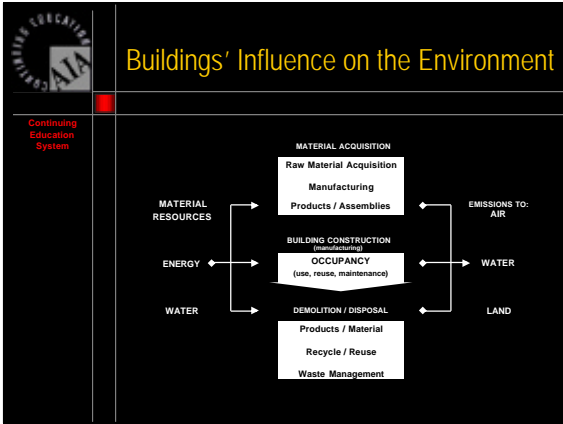 CONTINUING EDUCATION
AIA
Buildings' Influence on the Environment
Continuing
Education
System
MATERIAL ACQUISITION
Raw Material Acquisition
Manufacturing
Products / Assemblies
MATERIAL
RESOURCES
EMISSIONS TO:
AIR
BUILDING CONSTRUCTION
(manufacturing)
OCCUPANCY
(use, reuse, maintenance)
ENERGY
WATER
WATER
DEMOLITION / DISPOSAL
LAND
Products / Material
Recycle / Reuse
Waste Management